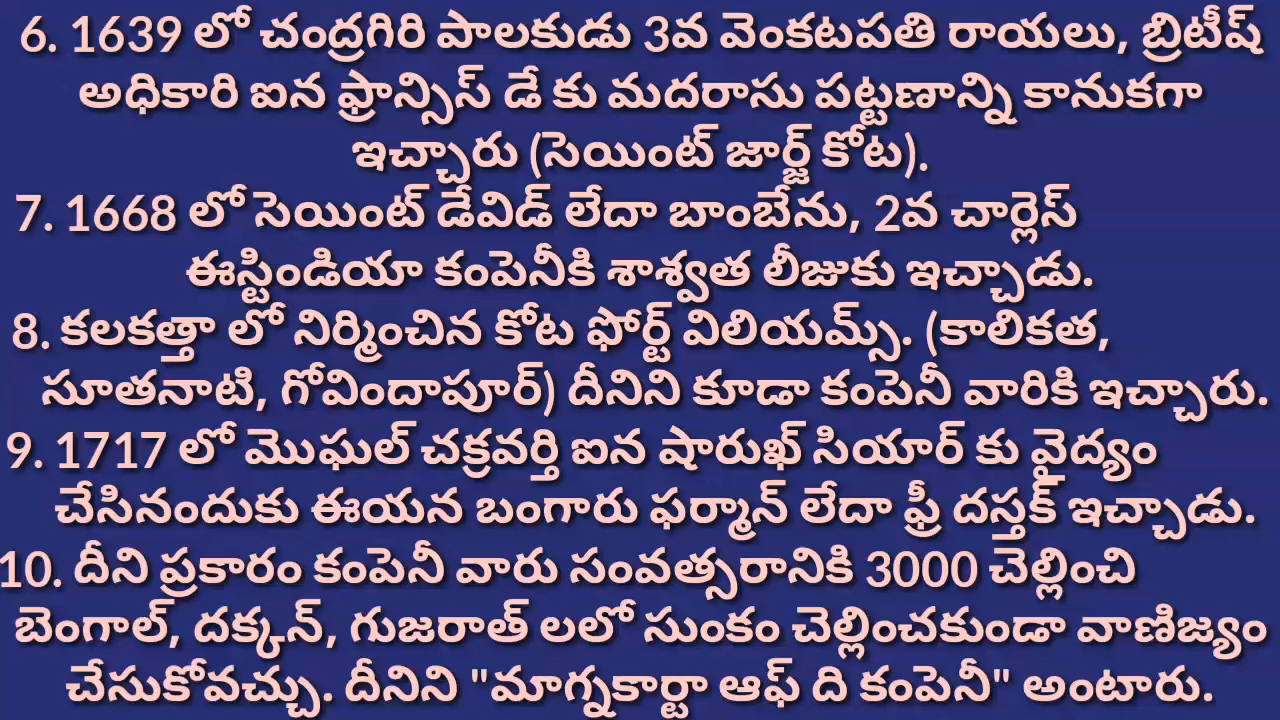 6. 1639 లో చంద్రగిరి పాలకుడు 3వ వెంకటపతి రాయలు, బ్రిటీష్
అధికారి ఐన ఫ్రాన్సిస్ డే కు మదరాసు పట్టణాన్ని కానుకగా
ఇచ్చారు (సెయింట్ జార్జ్ కోట).
7. 1668 లో సెయింట్ డేవిడ్ లేదా బాంబేను, 2వ చార్లెస్
ఈస్టిండియా కంపెనీకి శాశ్వత లీజుకు ఇచ్చాడు.
8. కలకత్తా లో నిర్మించిన కోట ఫోర్ట్ విలియమ్స్. (కాలికత,
సూతనాటి, గోవిందాపూర్) దీనిని కూడా కంపెనీ వారికి ఇచ్చారు.
9. 1717 లో మొఘల్ చక్రవర్తి ఐన షారుఖ్ సియార్ కు వైద్యం
చేసినందుకు ఈయన బంగారు ఫర్మాన్ లేదా ఫ్రీ దస్తక్ ఇచ్చాడు.
10. దీని ప్రకారం కంపెనీ వారు సంవత్సరానికి 3000 చెల్లించి
బెంగాల్, దక్కన్, గుజరాత్ లలో సుంకం చెల్లించకుండా వాణిజ్యం
చేసుకోవచ్చు. దీనిని "మాగ్నకార్టా ఆఫ్ ది కంపెనీ" అంటారు.